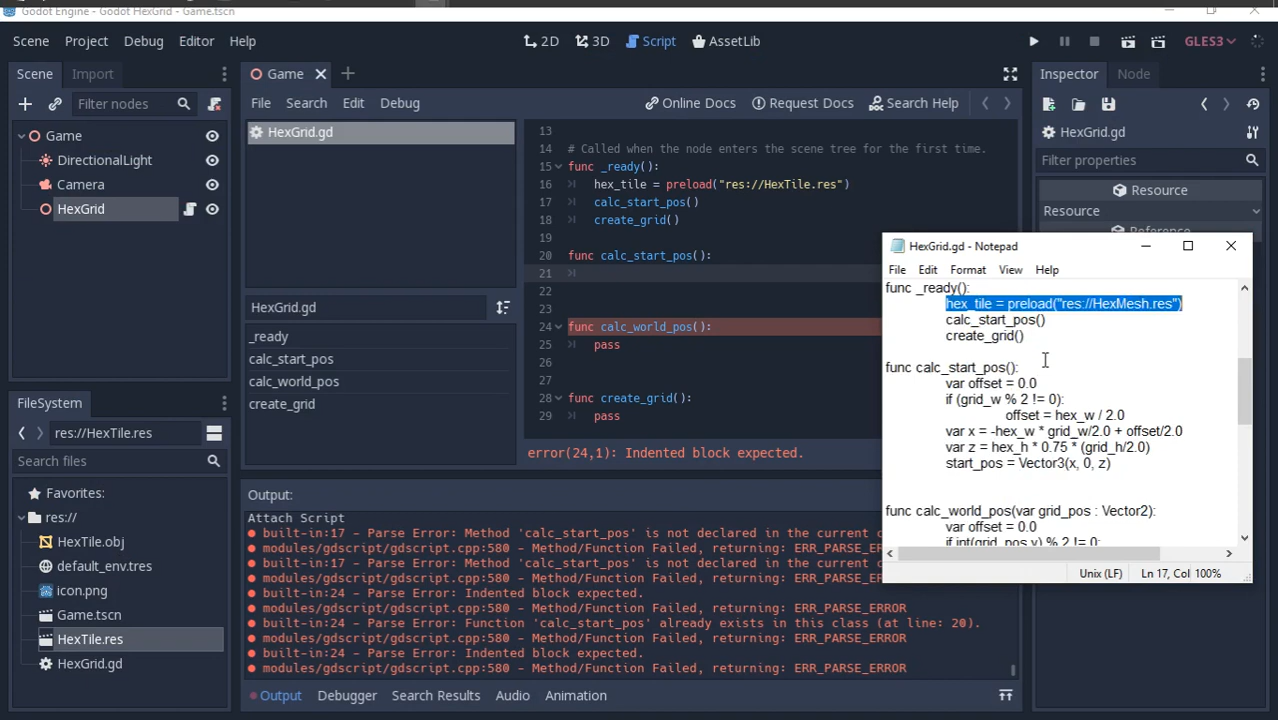 Godot Engine - Godot HexGrid - Game.tscn
Scene Project Debug Editor Help
2D 3D Script AssetLib
GLES3
Scene Import
Filter nodes
Game
DirectionalLight
Camera
HexGrid
Game
File Search Edit Debug
Online Docs Request Docs Search Help
HexGrid.gd
HexGrid.gd
_ready
calc_start_pos
calc_world_pos
create_grid
13
14 # Called when the node enters the scene tree for the first time.
15 func _ready():
16 hex_tile = preload("res://HexTile.res")
17 calc_start_pos()
18 create_grid()
19
20 func calc_start_pos():
21
22
23
24 func calc_world_pos():
25 pass
26
27
28 func create_grid():
29 pass
error(24,1): Indented block expected.
Inspector Node
HexGrid.gd
Filter properties
Resource
Resource
Reference
FileSystem
res://HexTile.res
Search files
Favorites:
res://
HexTile.obj
default_env.tres
icon.png
Game.tscn
HexTile.res
HexGrid.gd
Output:
Attach Script
built-in:17 - Parse Error: Method 'calc_start_pos' is not declared in the current c
modules/gdscript/gdscript.cpp:580 - Method/Function Failed, returning: ERR_PARSE_
built-in:17 - Parse Error: Method 'calc_start_pos' is not declared in the current c
modules/gdscript/gdscript.cpp:580 - Method/Function Failed, returning: ERR_PARSE_
built-in:24 - Parse Error: Indented block expected.
modules/gdscript/gdscript.cpp:580 - Method/Function Failed, returning: ERR_PARSE_ERROR
built-in:24 - Parse Error: Function 'calc_start_pos' already exists in this class (at line: 20).
modules/gdscript/gdscript.cpp:580 - Method/Function Failed, returning: ERR_PARSE_ERROR
built-in:24 - Parse Error: Indented block expected.
modules/gdscript/gdscript.cpp:580 - Method/Function Failed, returning: ERR_PARSE_ERROR
Output Debugger Search Results Audio Animation
HexGrid.gd - Notepad
File Edit Format View Help
func _ready():
hex_tile = preload("res://HexMesh.res")
calc_start_pos()
create_grid()
func calc_start_pos():
var offset = 0.0
if (grid_w % 2 != 0):
offset = hex_w / 2.0
var x = -hex_w * grid_w/2.0 + offset/2.0
var z = hex_h * 0.75 * (grid_h/2.0)
start_pos = Vector3(x, 0, z)
func calc_world_pos(var grid_pos : Vector2):
var offset = 0.0
if int(grid_pos.y) % 2 != 0:
Unix (LF) Ln 17, Col 100%